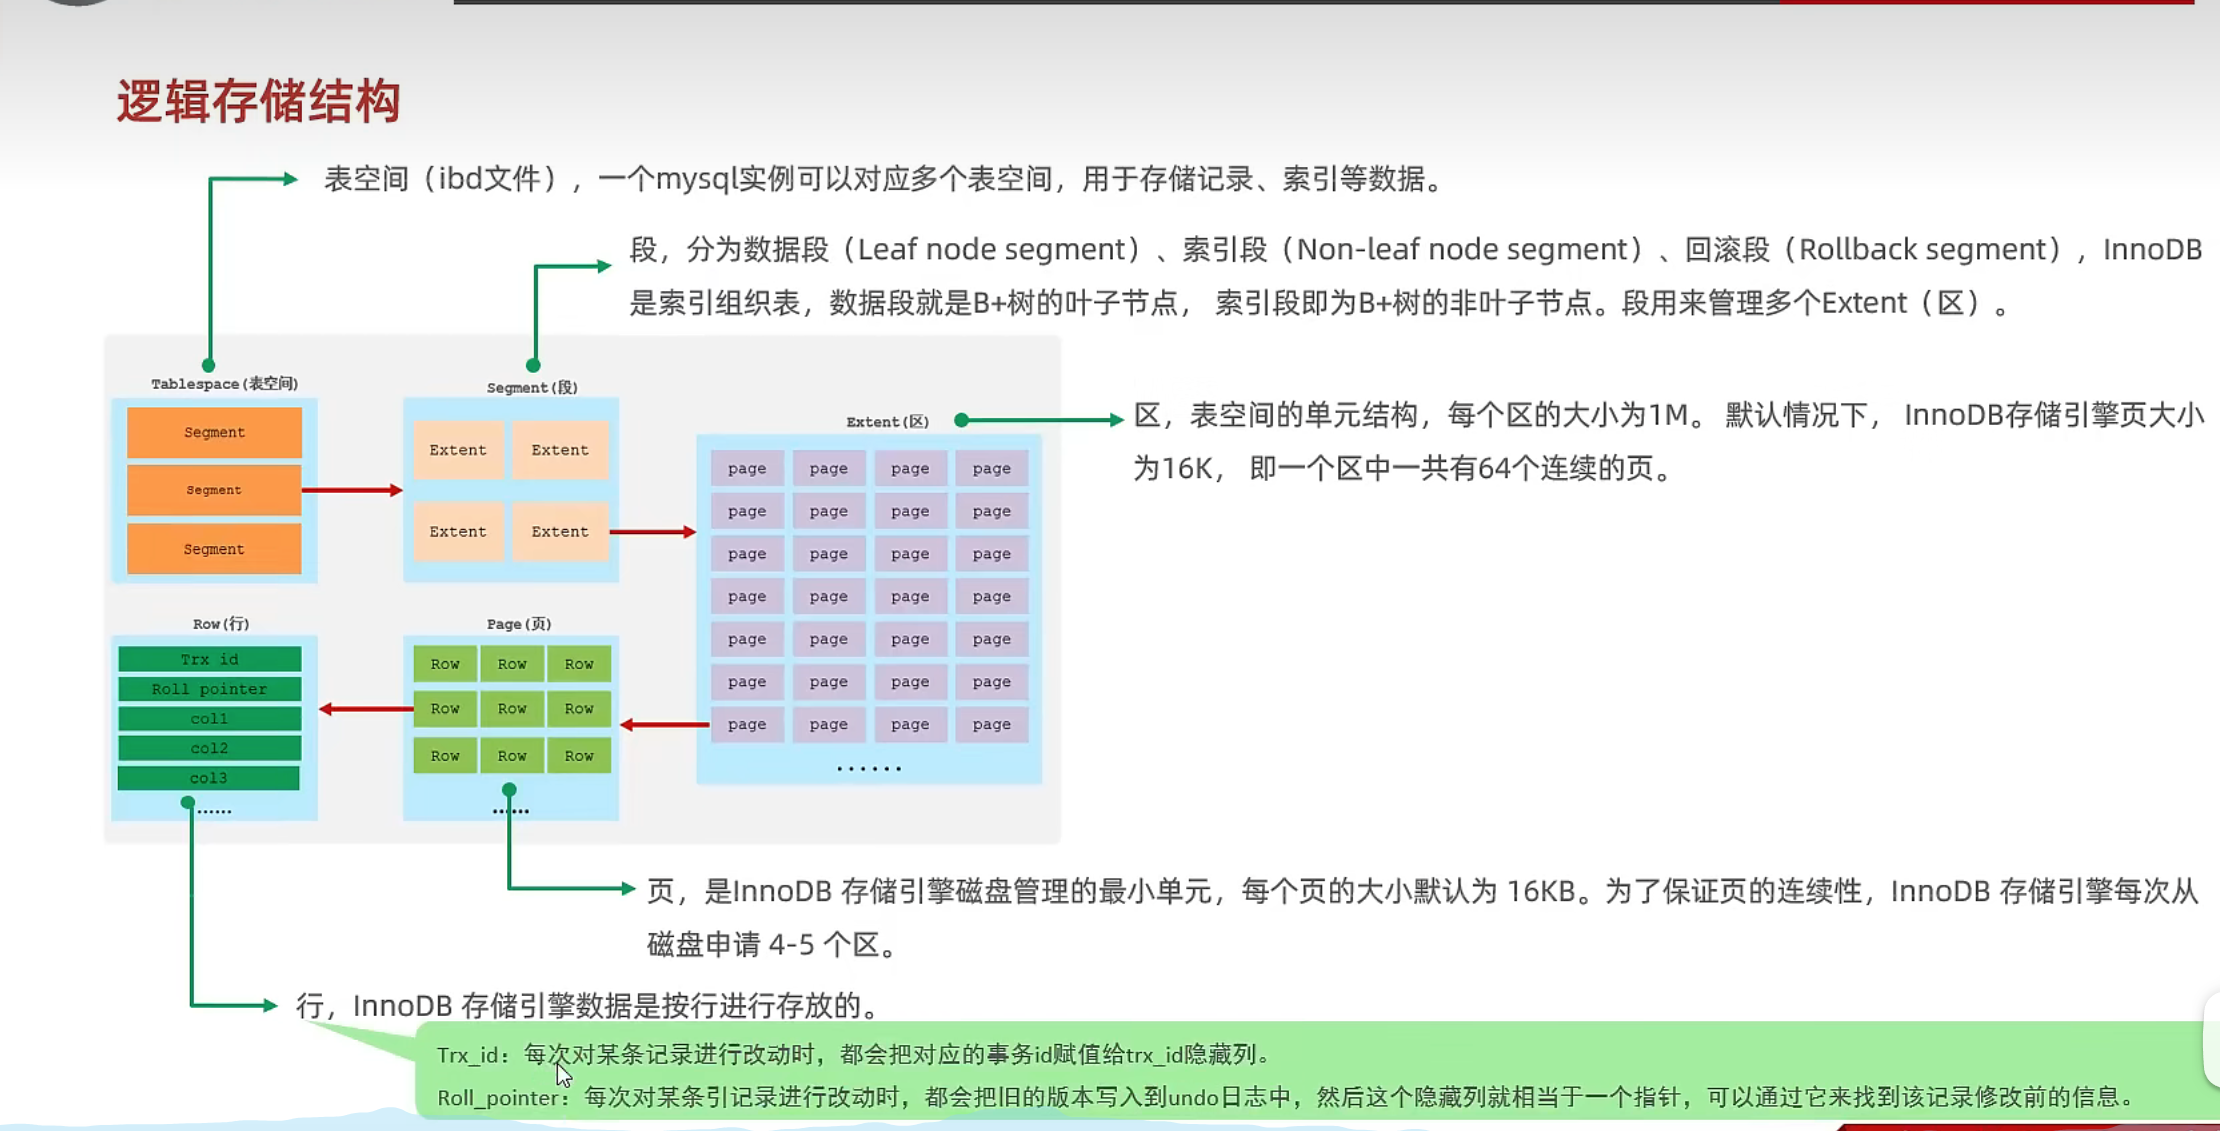 逻辑存储结构
表空间（ibd文件），一个mysql实例可以对应多个表空间，用于存储记录、索引等数据。
段，分为数据段（Leaf node segment）、索引段（Non-leaf node segment）、回滚段（Rollback segment），InnoDB
是索引组织表，数据段就是B+树的叶子节点， 索引段即为B+树的非叶子节点。段用来管理多个Extent（区）。
Tablespace(表空间)
Segment
Segment
Segment
Segment(段)
Extent Extent
Extent Extent
Extent(区)
page page page page
page page page page
page page page page
page page page page
page page page page
page page page page
page page page page
······
区，表空间的单元结构，每个区的大小为1M。 默认情况下， InnoDB存储引擎页大小
为16K， 即一个区中一共有64个连续的页。
Row(行)
Trx id
Roll pointer
col1
col2
col3
......
Page(页)
Row Row Row
Row Row Row
Row Row Row
......
页，是InnoDB 存储引擎磁盘管理的最小单元，每个页的大小默认为 16KB。为了保证页的连续性，InnoDB 存储引擎每次从
磁盘申请 4-5 个区。
行，InnoDB 存储引擎数据是按行进行存放的。
Trx_id：每次对某条记录进行改动时，都会把对应的事务id赋值给trx_id隐藏列。
Roll_pointer：每次对某条引记录进行改动时，都会把旧的版本写入到undo日志中，然后这个隐藏列就相当于一个指针，可以通过它来找到该记录修改前的信息。